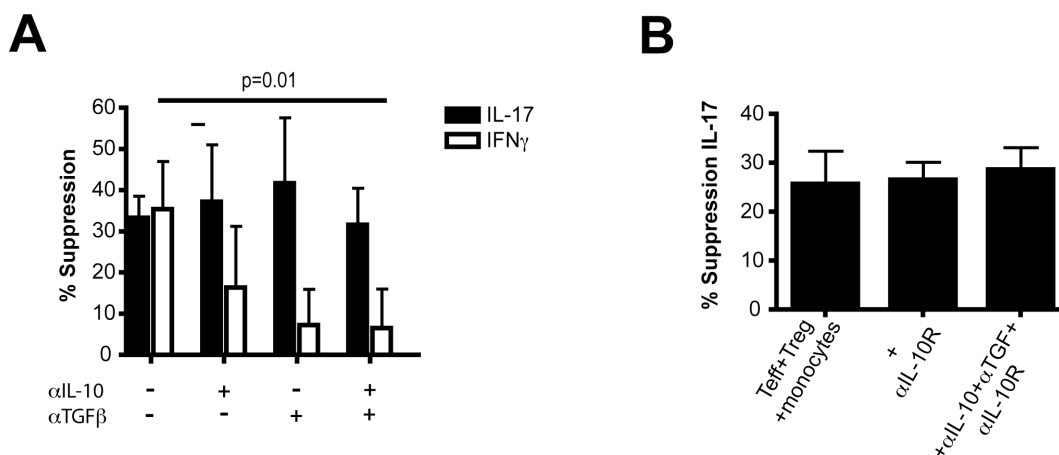 A
p=0.01
% Suppression
60
50
40
30
20
10
0
IL-17
IFNγ
αIL-10 - + - +
αTGFβ - - + +
B
% Suppression IL-17
40
30
20
10
0
Teff+Treg
+monocytes
+
αIL-10R
+αIL-10+αTGF+
αIL-10R